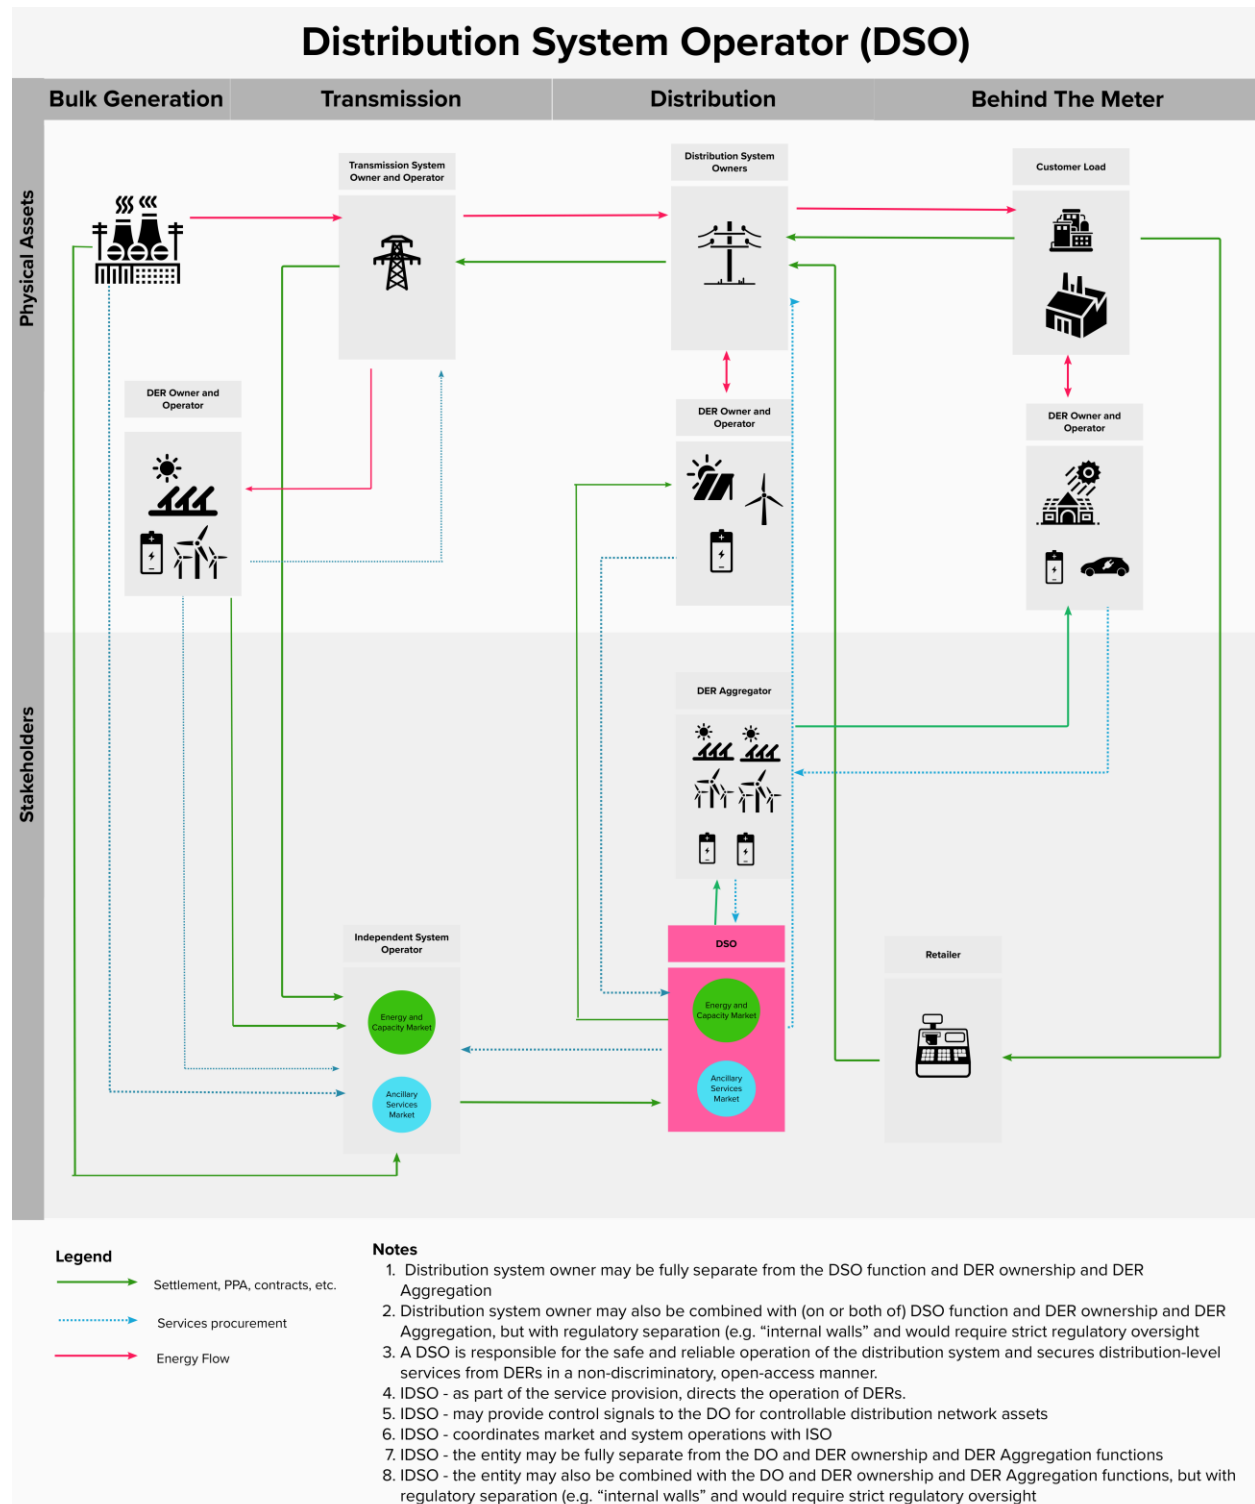 Distribution System Operator (DSO)
Bulk Generation
Transmission
Distribution
Behind The Meter
Physical Assets
Transmission System
Owner and Operator
Distribution System
Owners
Customer Load
DER Owner and
Operator
DER Owner and
Operator
DER Owner and
Operator
Stakeholders
DER Aggregator
Independent System
Operator
Energy and
Capacity Market
Ancillary
Services
Market
DSO
Energy and
Capacity Market
Ancillary
Services
Market
Retailer
Legend
Settlement, PPA, contracts, etc.
Services procurement
Energy Flow
Notes
1. Distribution system owner may be fully separate from the DSO function and DER ownership and DER
Aggregation
2. Distribution system owner may also be combined with (on or both of) DSO function and DER ownership and DER
Aggregation, but with regulatory separation (e.g. “internal walls” and would require strict regulatory oversight
3. A DSO is responsible for the safe and reliable operation of the distribution system and secures distribution-level
services from DERs in a non-discriminatory, open-access manner.
4. IDSO - as part of the service provision, directs the operation of DERs.
5. IDSO - may provide control signals to the DO for controllable distribution network assets
6. IDSO - coordinates market and system operations with ISO
7. IDSO - the entity may be fully separate from the DO and DER ownership and DER Aggregation functions
8. IDSO - the entity may also be combined with the DO and DER ownership and DER Aggregation functions, but with
regulatory separation (e.g. “internal walls” and would require strict regulatory oversight